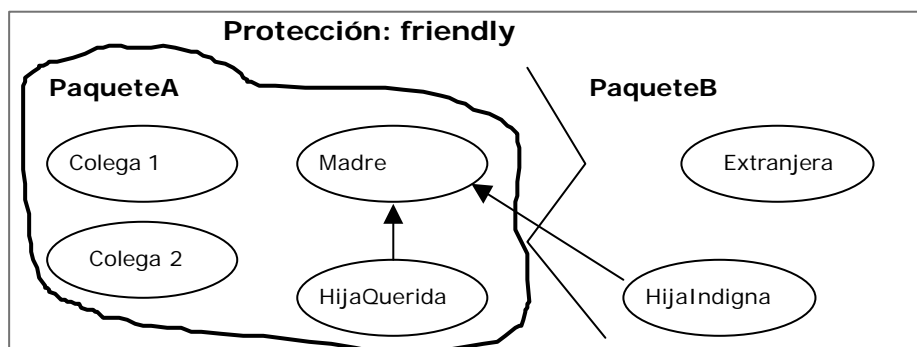 Protección: friendly
PaqueteA
PaqueteB
Colega 1
Madre
Extranjera
Colega 2
HijaQuerida
HijaIndigna